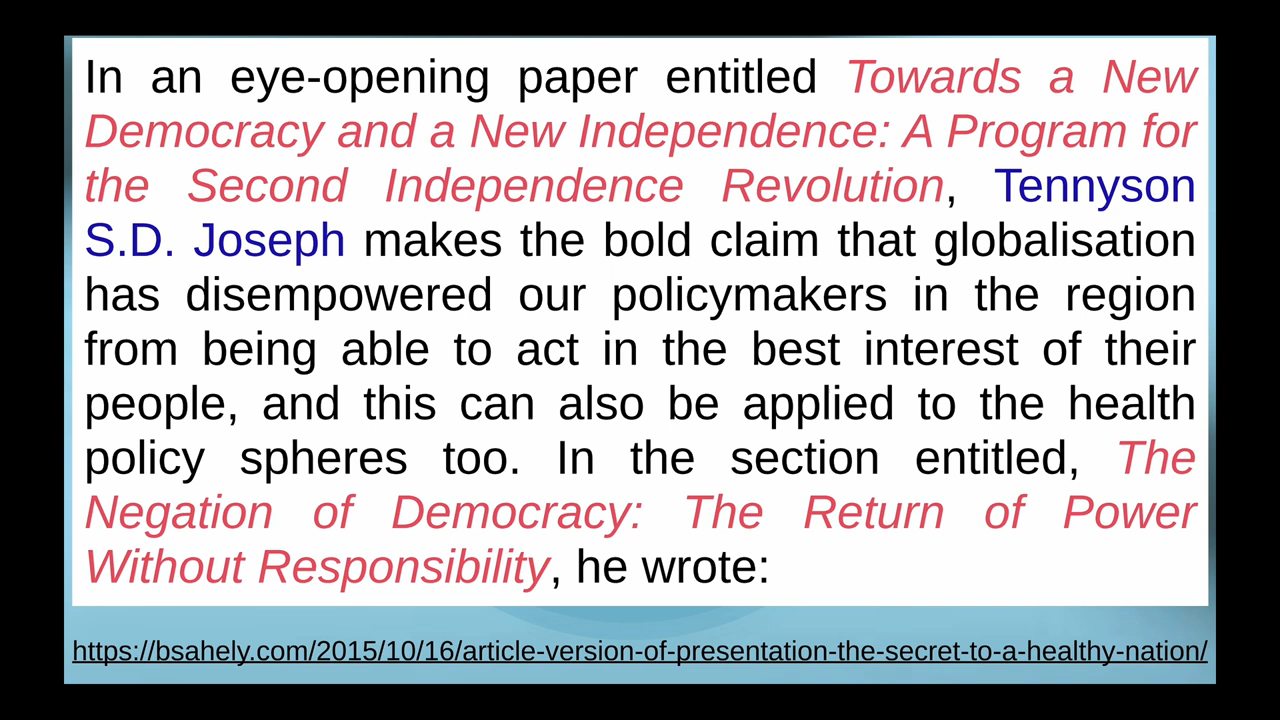 In an eye-opening paper entitled Towards a New
Democracy and a New Independence: A Program for
the Second Independence Revolution, Tennyson
S.D. Joseph makes the bold claim that globalisation
has disempowered our policymakers in the region
from being able to act in the best interest of their
people, and this can also be applied to the health
policy spheres too. In the section entitled, The
Negation of Democracy: The Return of Power
Without Responsibility, he wrote:
https://bsahely.com/2015/10/16/article-version-of-presentation-the-secret-to-a-healthy-nation/